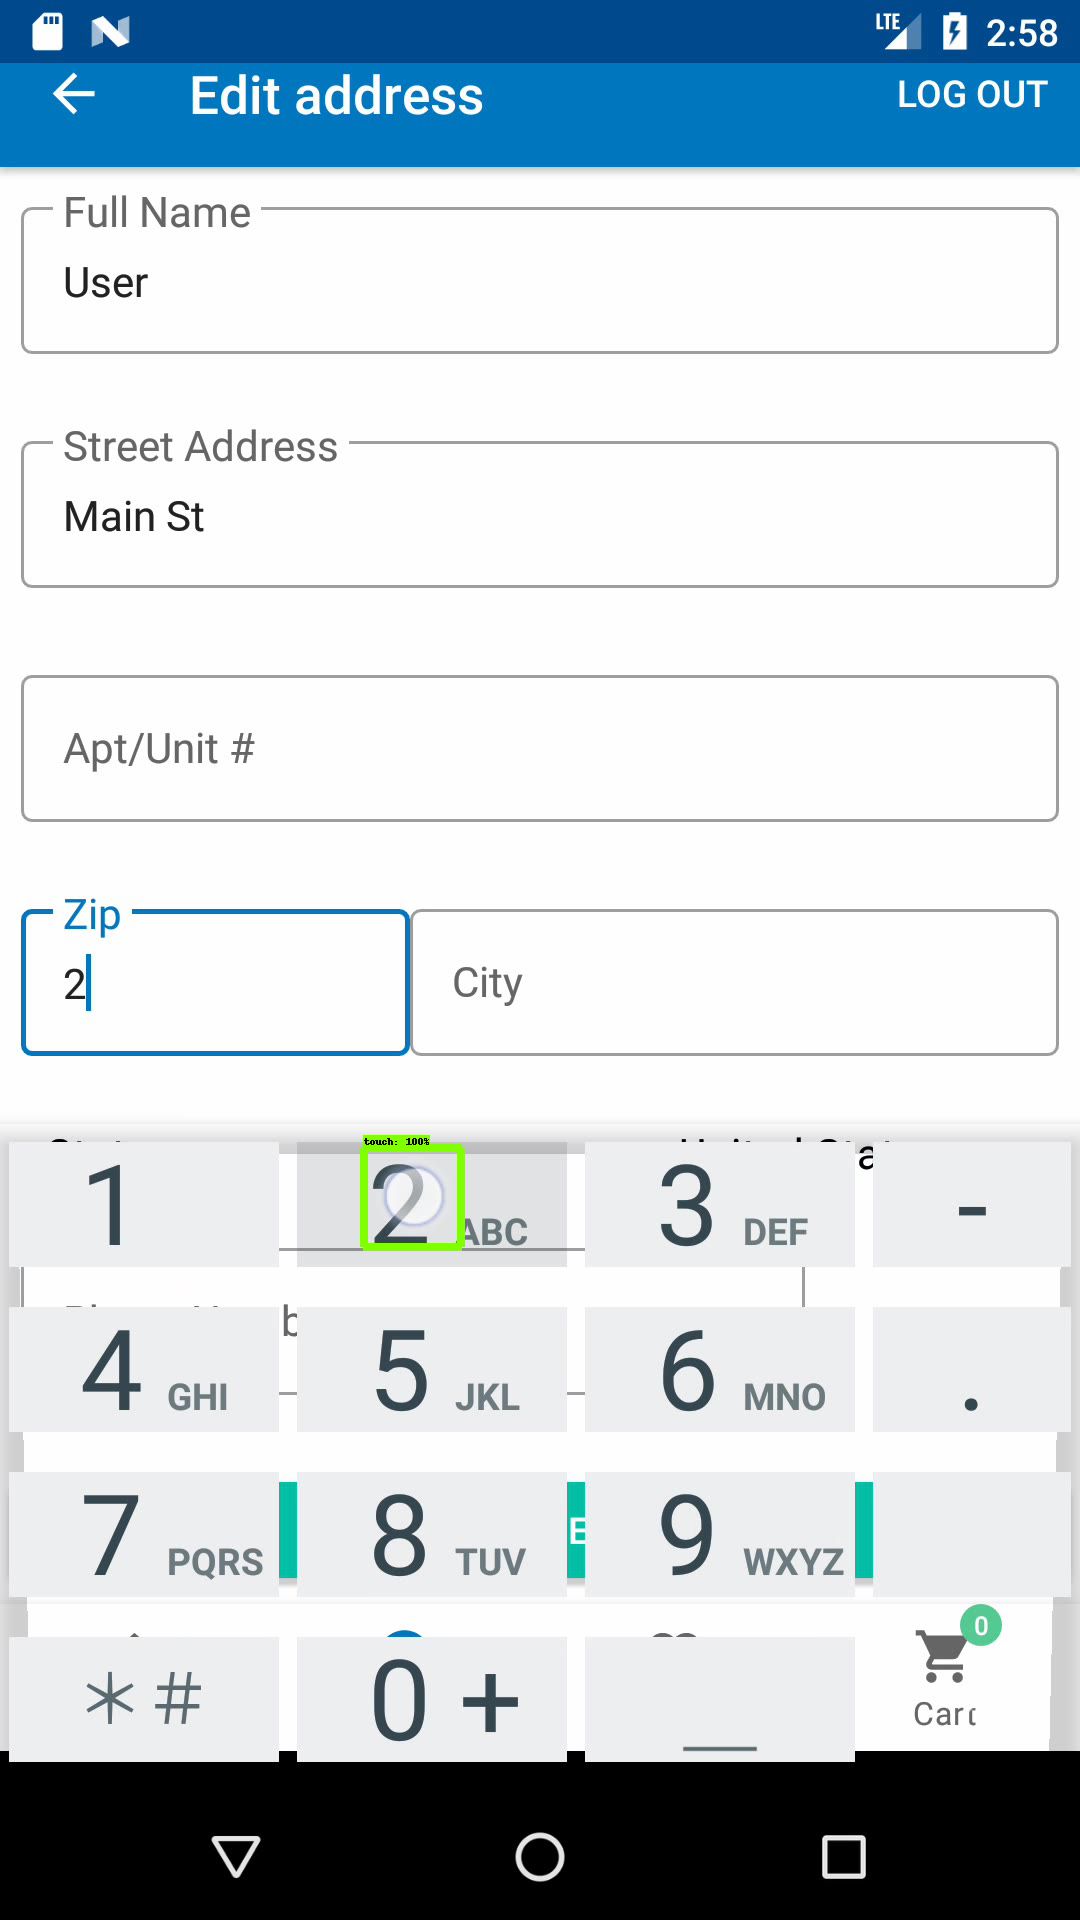 LTE 2:58
Edit address LOG OUT
Full Name
User
Street Address
Main St
Apt/Unit #
Zip
2
City
touch: 100%
1 2 ABC 3 DEF -
4 GHI 5 JKL 6 MNO .
7 PQRS 8 TUV 9 WXYZ
0
* # 0 +
Cart